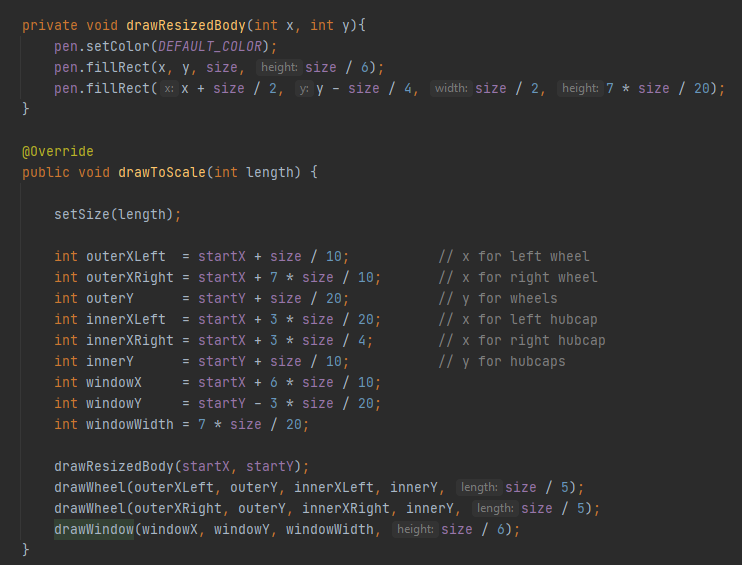 private void drawResizedBody(int x, int y){
    pen.setColor(DEFAULT_COLOR);
    pen.fillRect(x, y, size, height: size / 6);
    pen.fillRect( x: x + size / 2, y: y - size / 4, width: size / 2, height: 7 * size / 20);
}

@Override
public void drawToScale(int length) {

    setSize(length);

    int outerXLeft  = startX + size / 10;           // x for left wheel
    int outerXRight = startX + 7 * size / 10;       // x for right wheel
    int outerY      = startY + size / 20;           // y for wheels
    int innerXLeft  = startX + 3 * size / 20;       // x for left hubcap
    int innerXRight = startX + 3 * size / 4;        // x for right hubcap
    int innerY      = startY + size / 10;           // y for hubcaps
    int windowX     = startX + 6 * size / 10;
    int windowY     = startY - 3 * size / 20;
    int windowWidth = 7 * size / 20;

    drawResizedBody(startX, startY);
    drawWheel(outerXLeft, outerY, innerXLeft, innerY, length: size / 5);
    drawWheel(outerXRight, outerY, innerXRight, innerY, length: size / 5);
    drawWindow(windowX, windowY, windowWidth, height: size / 6);
}